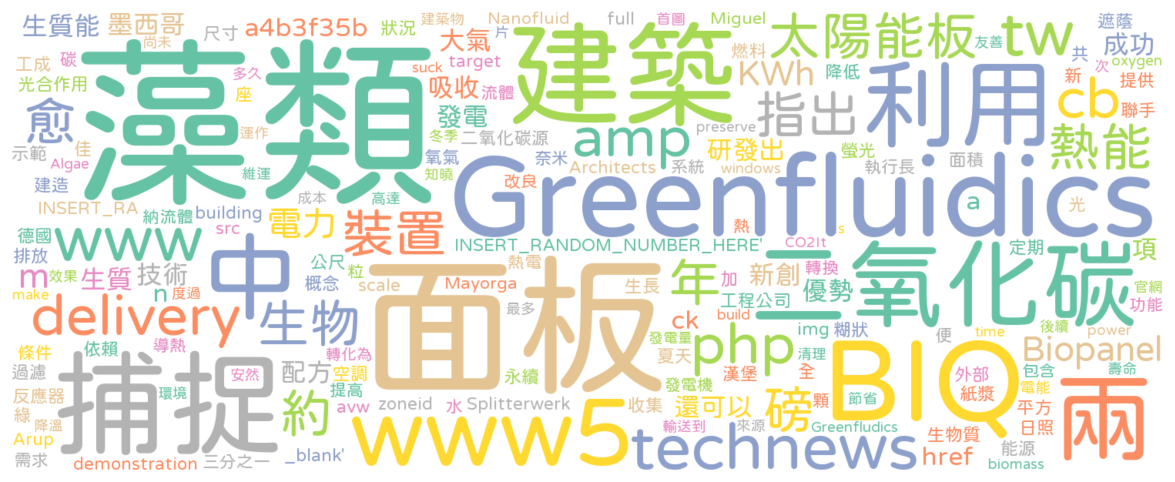 生質能 墨西哥 尺寸 a4b3f35b 狀況 建築物 Nanofluid 片 full 首圖 Miguel 太陽能板 友善 tw 遮蔭 共 成功
工成 碳 尚未 多久 大氣 target 建築 燃料 KWh 降低 次 oxygen
光合作用 座 suck 吸收 流體 新 提供
愈 藻類 運作 發電 冬季 二氧化碳源 amp preserve 指出 利用 cb 聯手
示範 佳 Algae 維運 氧氣 知曉 奈米 Architects 研發出 windows 系統 螢光 執行長 面積 熱能
建造 成本 高達 改良 Greenfluidics a 光
INSERT_RA 納流體 building 電力 裝置 熱
德國 www src INSERT_RANDOM_NUMBER_HERE' CO2It s 定期 項
排放 中 公尺 熱電 面板 年 加 新創 轉換 二氧化碳 官網
m 效果 生質 技術 概念 粒 scale Mayorga 生長 工程公司 優勢 功能
make n 度過 delivery 生物 最多 ck build img 糊狀 便 time 後續 power
條件 依賴 導熱 轉化為 php 清理 Biopanel
過濾 捕捉 安然 配方 空調 永續 發電量 夏天 發電機 漢堡 全 BIQ 外部 包含 電能 壽命
反應器 環境 提高 約 avw zoneid 水 Splitterwerk 收集 還可以 磅 節省 顆 紙漿 平方 兩
綠 降溫 www5 輸送到 來源 Greenfludics 生物質 日照
Arup 三分之一 _blank' technews href 能源
需求 demonstration biomass